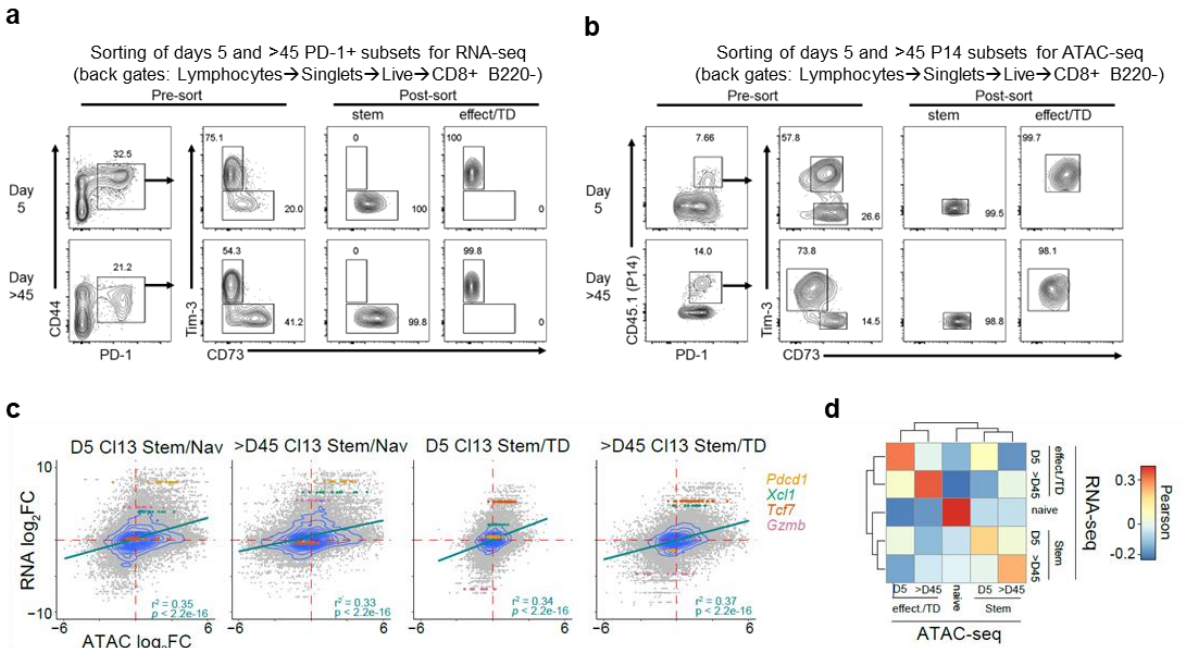 a
Sorting of days 5 and >45 PD-1+ subsets for RNA-seq
(back gates: Lymphocytes→Singlets→Live→CD8+ B220-)
Pre-sort
Post-sort
stem
effect/TD
Day 5
32.5
75.1
20.0
0
100
100
0
Day >45
21.2
54.3
41.2
0
99.8
99.8
0
CD44
PD-1
Tim-3
CD73
b
Sorting of days 5 and >45 P14 subsets for ATAC-seq
(back gates: Lymphocytes→Singlets→Live→CD8+ B220-)
Pre-sort
Post-sort
stem
effect/TD
Day 5
7.66
57.8
26.6
99.5
99.7
Day >45
14.0
73.8
14.5
98.8
98.1
CD45.1 (P14)
PD-1
Tim-3
CD73
c
D5 Cl13 Stem/Nav
>D45 Cl13 Stem/Nav
D5 Cl13 Stem/TD
>D45 Cl13 Stem/TD
Pdcd1
Xcl1
Tcf7
Gzmb
10
RNA log2FC
−10
r² = 0.35
p < 2.2e-16
r² = 0.33
p < 2.2e-16
r² = 0.34
p < 2.2e-16
r² = 0.37
p < 2.2e-16
−6 6
−6 6
−6 6
−6 6
ATAC log2FC
d
D5
>D45
effect/TD
naive
D5
>D45
Stem
RNA-seq
0.3
0
-0.2
Pearson
D5 >D45 naive D5 >D45
effect./TD
Stem
ATAC-seq